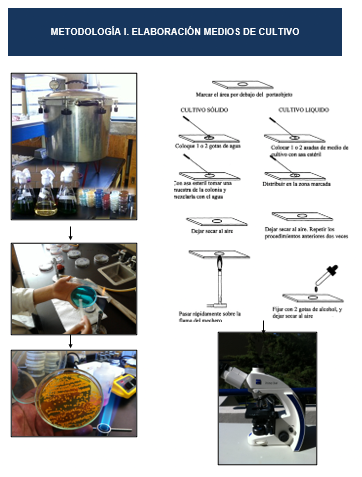 METODOLOGÍA I. ELABORACIÓN MEDIOS DE CULTIVO
Marcar el área por debajo del portaobjeto
CULTIVO SÓLIDO
CULTIVO LIQUIDO
Coloque 1 o 2 gotas de agua
Colocar 1 o 2 asadas de medio de
cultivo con asa estéril
Con asa esteril tomar una
muestra de la colonia y
mezclarla con el agua
Distribuir en la zona marcada
Dejar secar al aire
Dejar secar al aire. Repetir los
procedimientos anteriores dos veces
Pasar rápidamente sobre la
llama del mechero
Fijar con 2 gotas de alcohol, y
dejar secar al aire